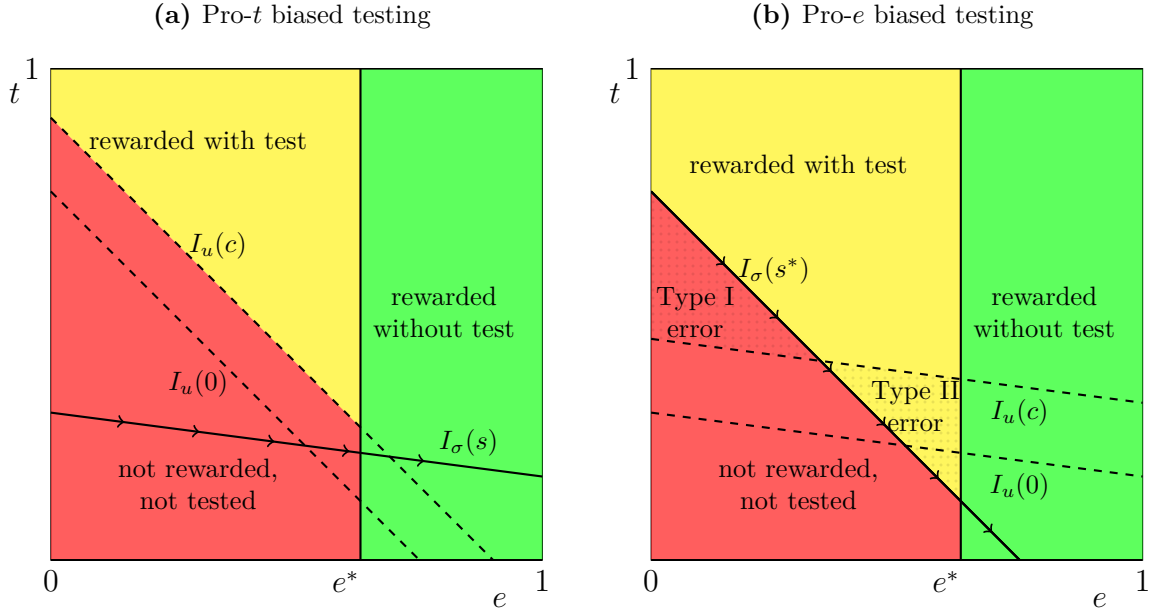 (a) Pro-t biased testing
1
t
rewarded with test
I_u(c)
rewarded
without test
I_u(0)
I_σ(s)
not rewarded,
not tested
0
e*
e
1
(b) Pro-e biased testing
1
t
rewarded with test
I_σ(s*)
Type I
error
rewarded
without test
Type II
error
I_u(c)
not rewarded,
not tested
I_u(0)
0
e*
e
1